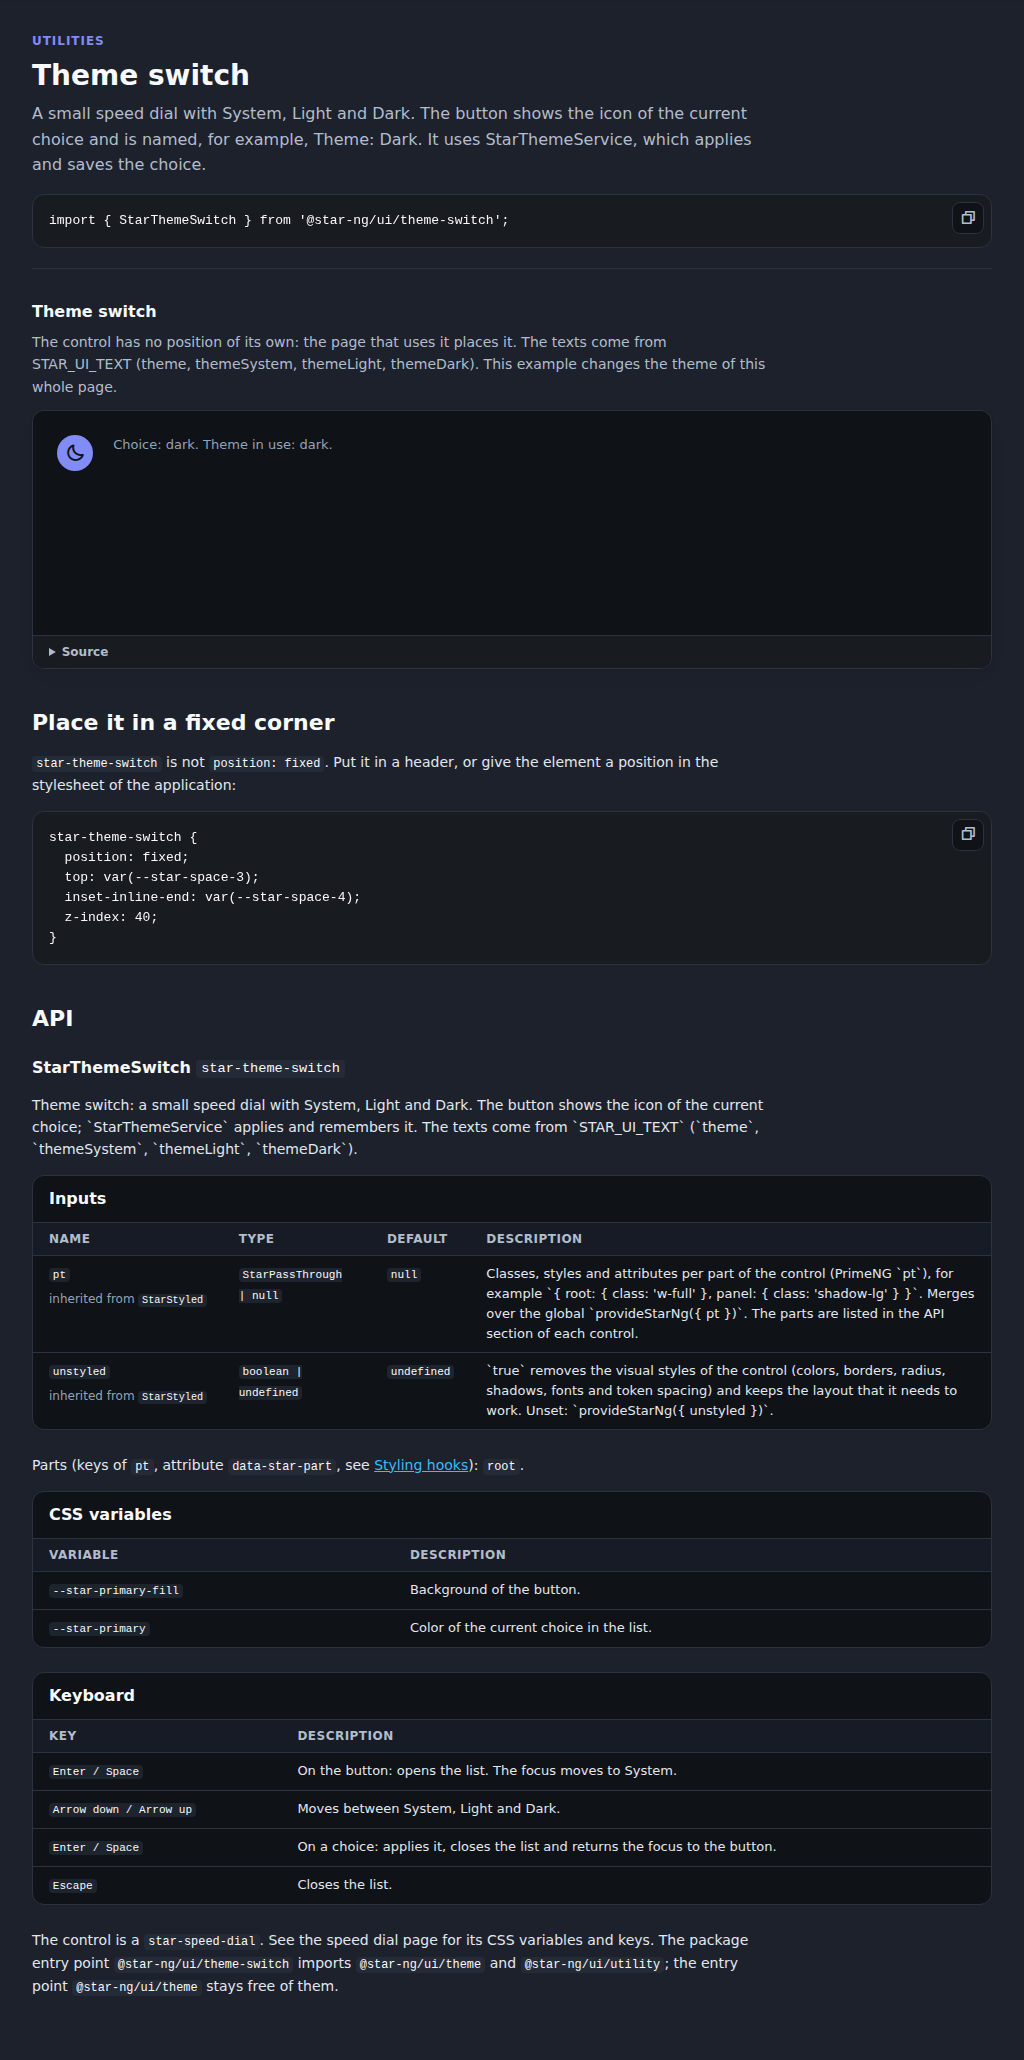 UTILITIES
Theme switch
A small speed dial with System, Light and Dark. The button shows the icon of the current
choice and is named, for example, Theme: Dark. It uses StarThemeService, which applies
and saves the choice.
import { StarThemeSwitch } from '@star-ng/ui/theme-switch';
Theme switch
The control has no position of its own: the page that uses it places it. The texts come from
STAR_UI_TEXT (theme, themeSystem, themeLight, themeDark). This example changes the theme of this
whole page.
Choice: dark. Theme in use: dark.
Source
Place it in a fixed corner
star-theme-switch is not position: fixed. Put it in a header, or give the element a position in the
stylesheet of the application:
star-theme-switch {
  position: fixed;
  top: var(--star-space-3);
  inset-inline-end: var(--star-space-4);
  z-index: 40;
}
API
StarThemeSwitch star-theme-switch
Theme switch: a small speed dial with System, Light and Dark. The button shows the icon of the current
choice; `StarThemeService` applies and remembers it. The texts come from `STAR_UI_TEXT` (`theme`,
`themeSystem`, `themeLight`, `themeDark`).
Inputs
NAME TYPE DEFAULT DESCRIPTION
pt StarPassThrough null Classes, styles and attributes per part of the control (PrimeNG `pt`), for
inherited from StarStyled | null example `{ root: { class: 'w-full' }, panel: { class: 'shadow-lg' } }`. Merges
over the global `provideStarNg({ pt })`. The parts are listed in the API
section of each control.
unstyled boolean | undefined `true` removes the visual styles of the control (colors, borders, radius,
inherited from StarStyled undefined shadows, fonts and token spacing) and keeps the layout that it needs to
work. Unset: `provideStarNg({ unstyled })`.
Parts (keys of pt, attribute data-star-part, see Styling hooks): root.
CSS variables
VARIABLE DESCRIPTION
--star-primary-fill Background of the button.
--star-primary Color of the current choice in the list.
Keyboard
KEY DESCRIPTION
Enter / Space On the button: opens the list. The focus moves to System.
Arrow down / Arrow up Moves between System, Light and Dark.
Enter / Space On a choice: applies it, closes the list and returns the focus to the button.
Escape Closes the list.
The control is a star-speed-dial. See the speed dial page for its CSS variables and keys. The package
entry point @star-ng/ui/theme-switch imports @star-ng/ui/theme and @star-ng/ui/utility; the entry
point @star-ng/ui/theme stays free of them.